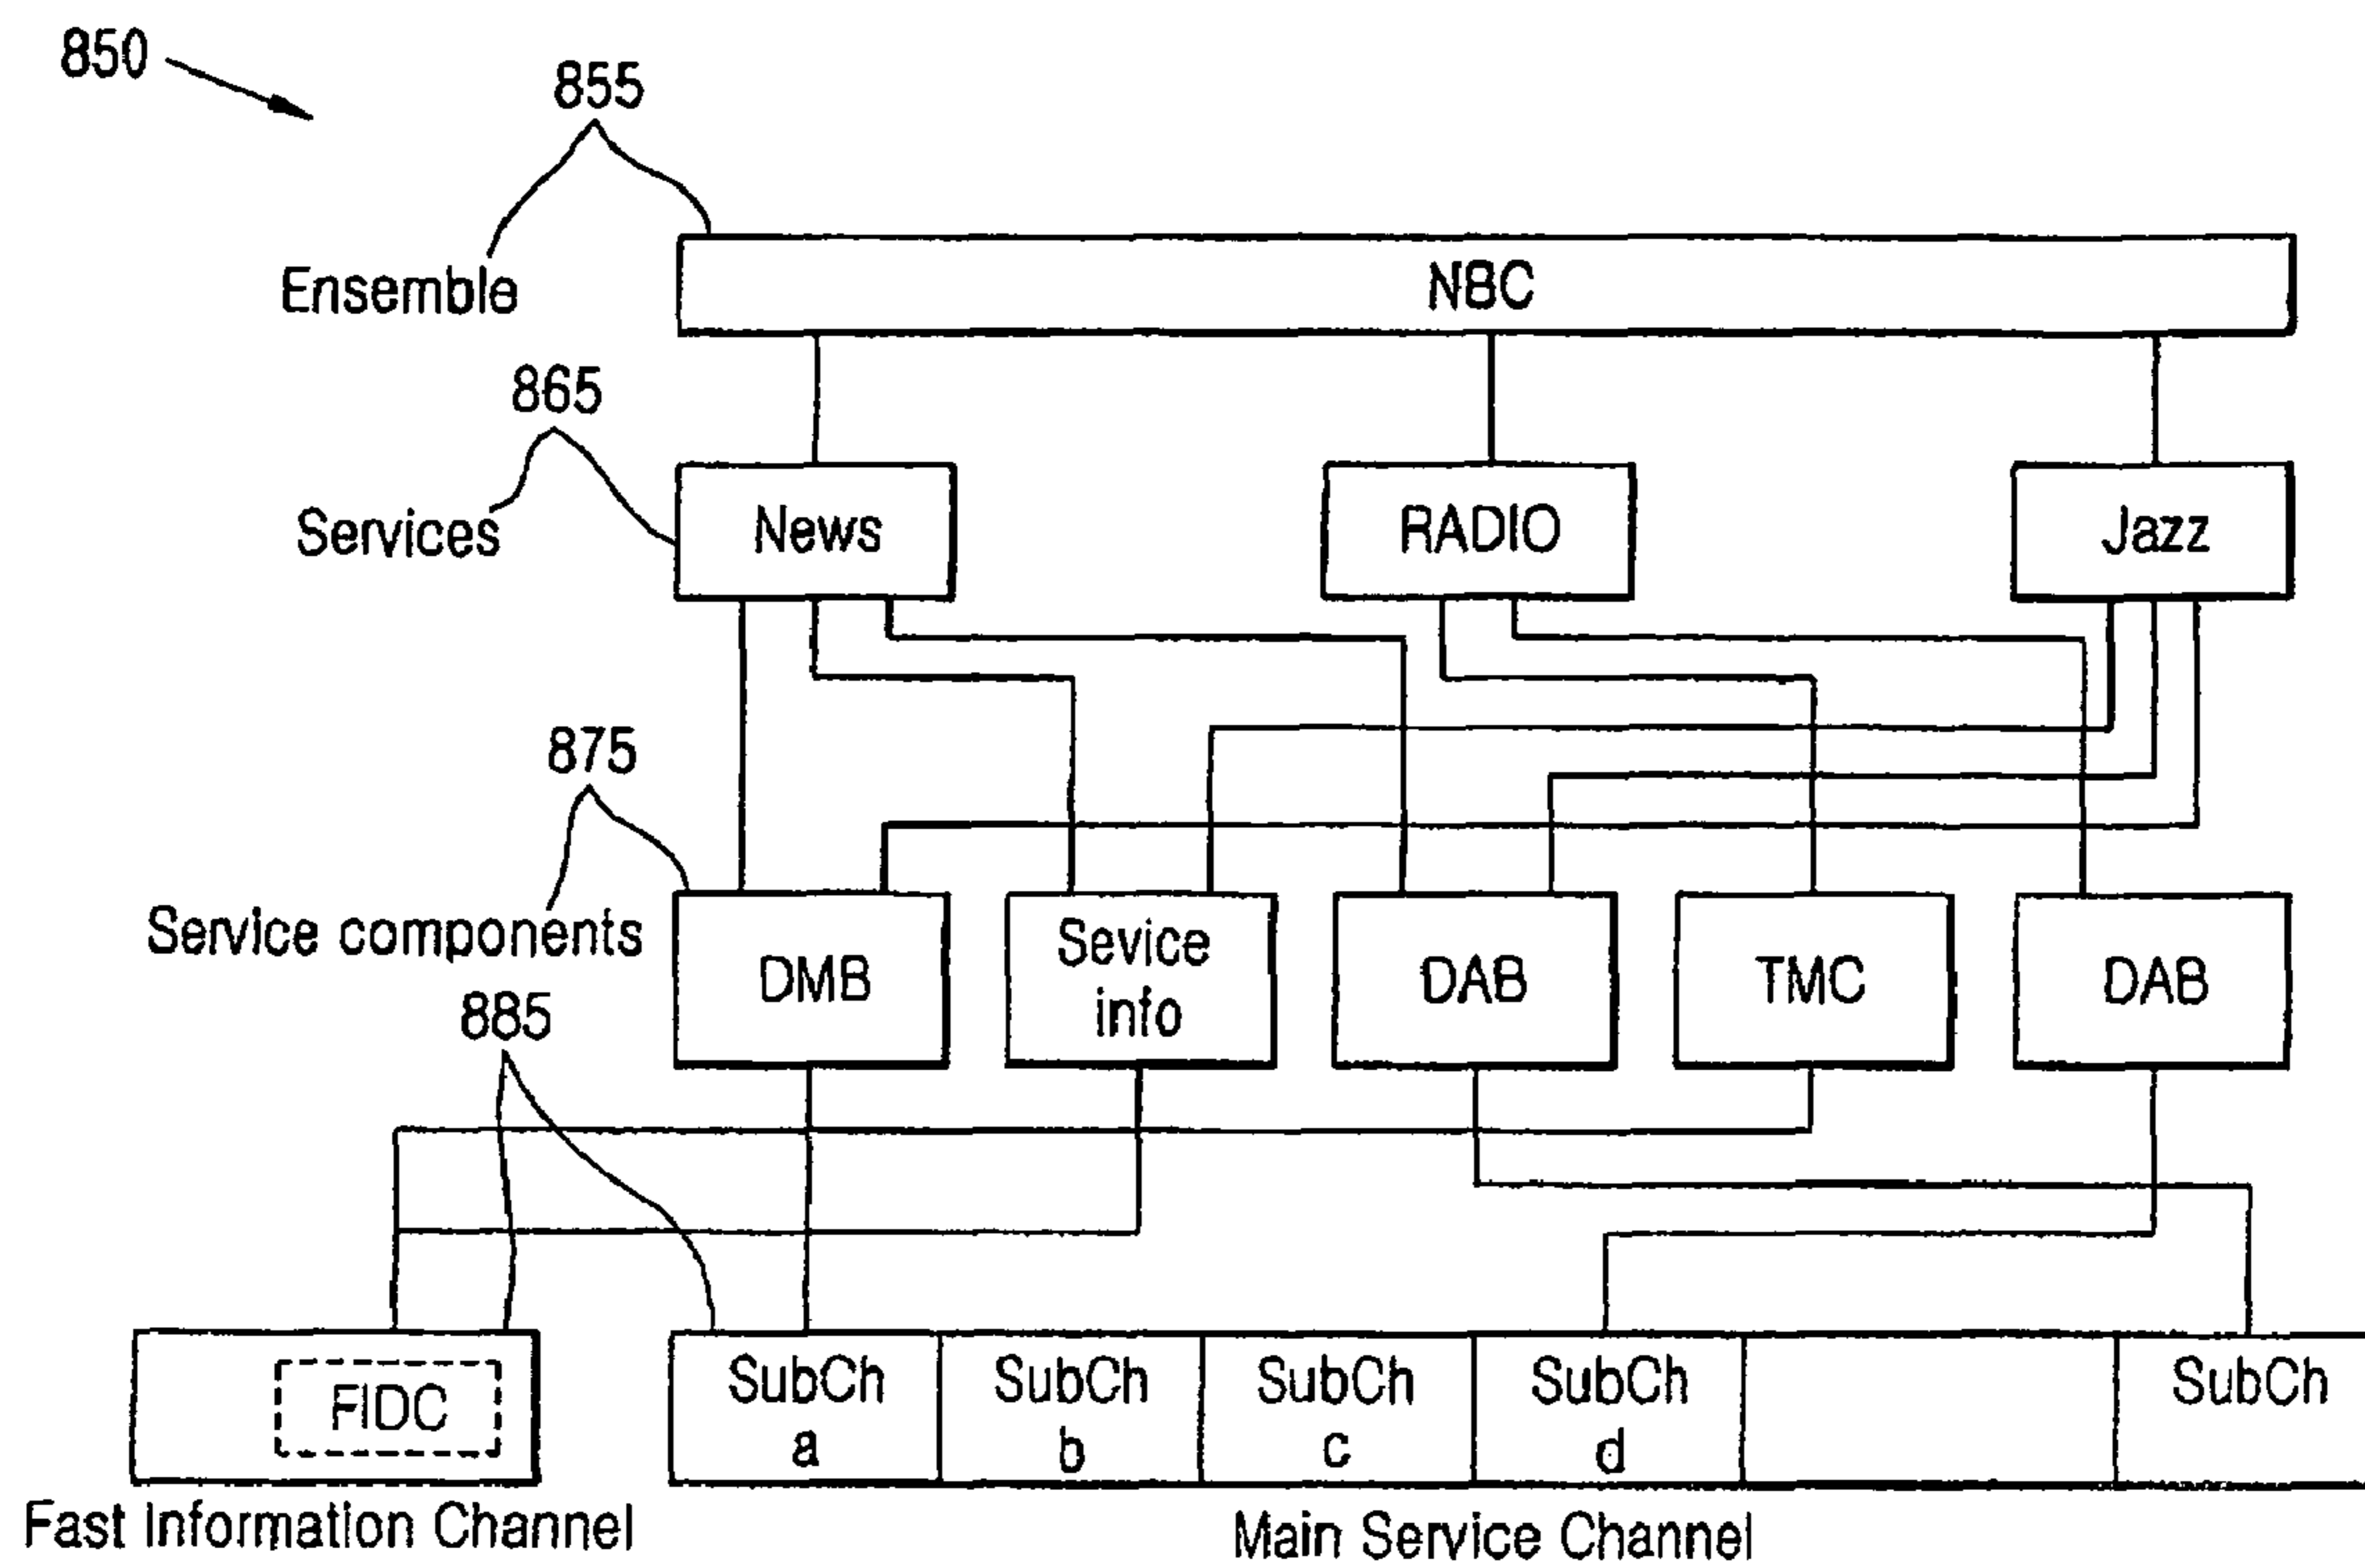 850
855
Ensemble
NBC
865
Services
News
RADIO
Jazz
875
Service components
DMB
Sevice
info
DAB
TMC
DAB
885
FIDC
SubCh
a
SubCh
b
SubCh
c
SubCh
d
SubCh
Fast Information Channel
Main Service Channel